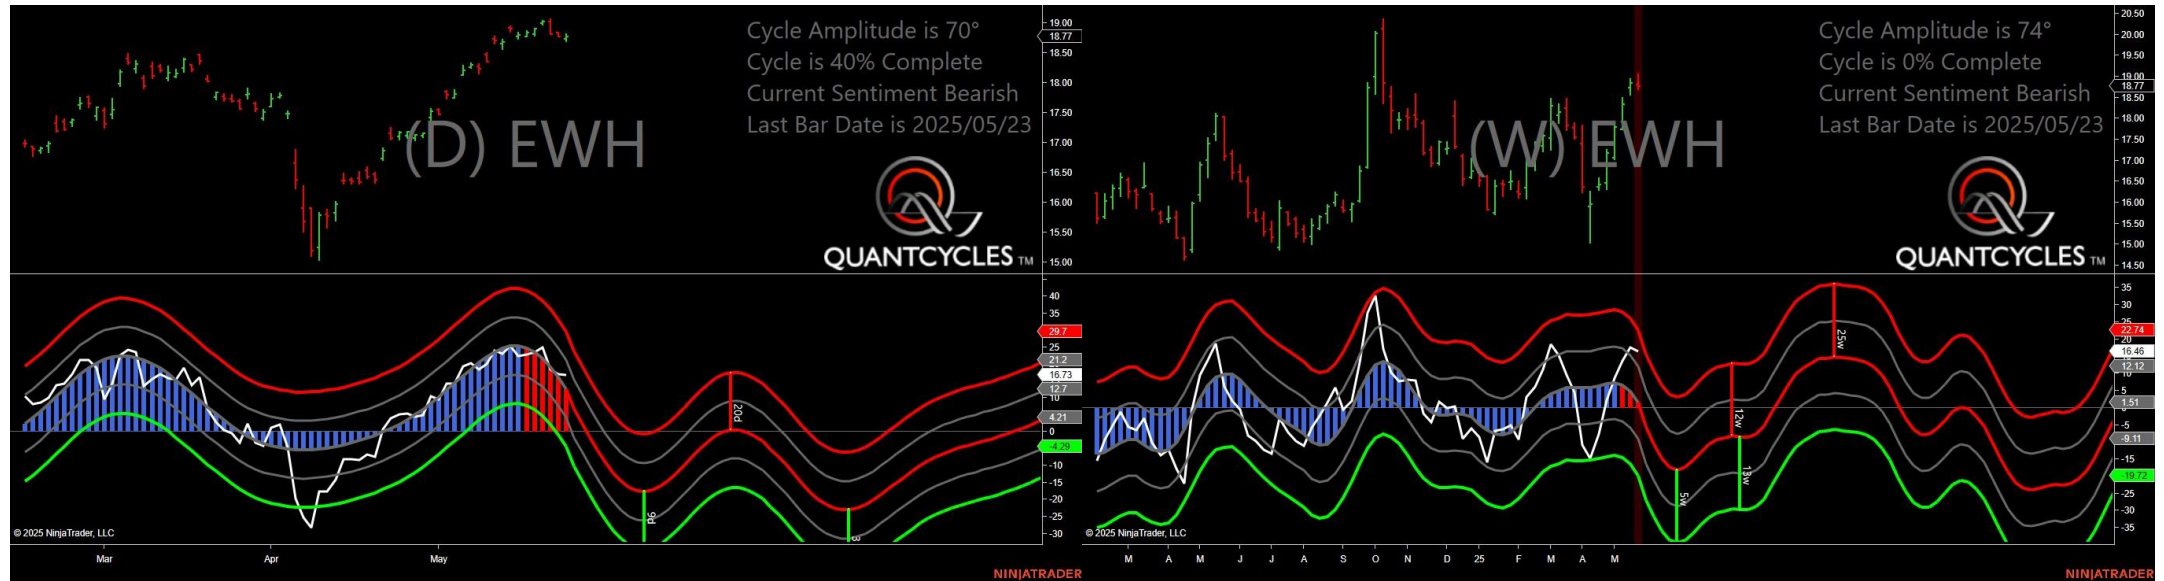 Cycle Amplitude is 70°
Cycle is 40% Complete
Current Sentiment Bearish
Last Bar Date is 2025/05/23
(D) EWH
QUANTCYCLES TM
19.00
18.77
18.50
18.00
17.50
17.00
16.50
16.00
15.50
15.00
40
29.7
25
21.2
16.73
12.7
10
4.21
0
-4.29
-10
-15
-20
-25
-30
20d
9d
© 2025 NinjaTrader, LLC
Mar
Apr
May
NINJATRADER
Cycle Amplitude is 74°
Cycle is 0% Complete
Current Sentiment Bearish
Last Bar Date is 2025/05/23
(W) EWH
QUANTCYCLES TM
20.50
20.00
19.50
19.00
18.77
18.50
18.00
17.50
17.00
16.50
16.00
15.50
15.00
14.50
35
30
22.74
20
16.46
12.12
10
5
1.51
-5
-9.11
-15
-19.72
-25
-30
-35
25w
12w
13w
5w
© 2025 NinjaTrader, LLC
M
A
M
J
J
A
S
O
N
D
25
F
M
A
M
NINJATRADER